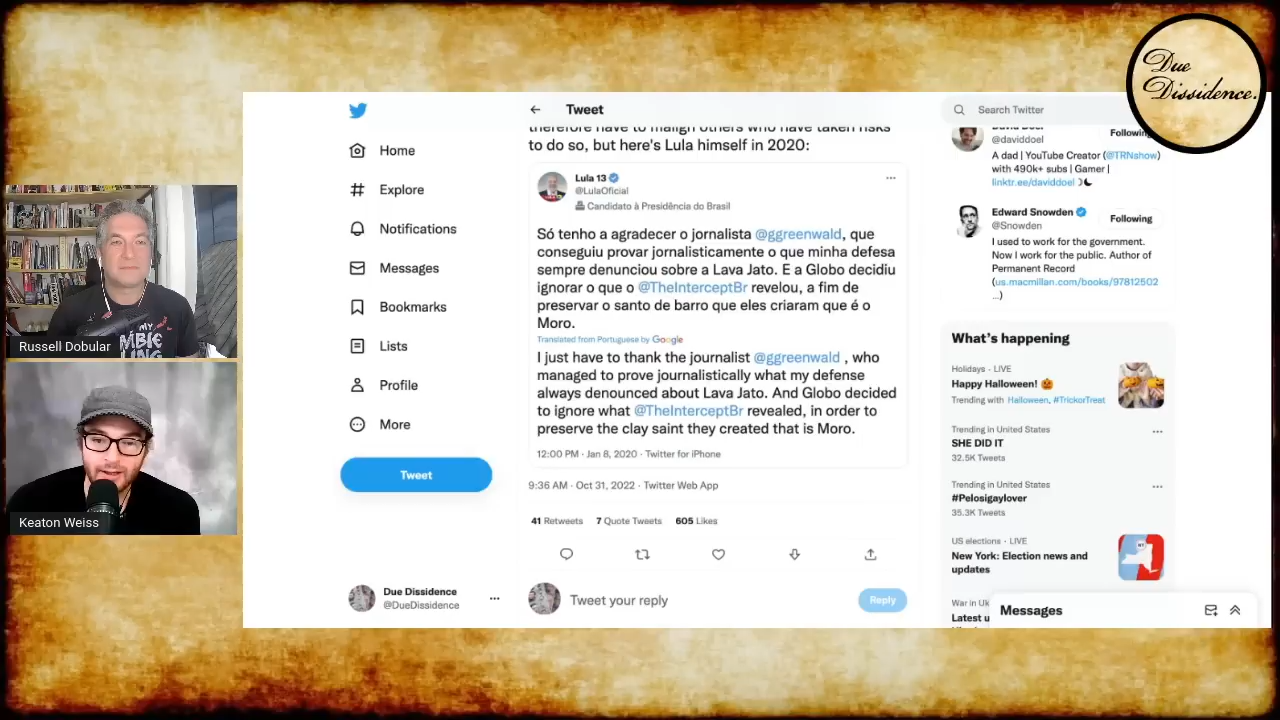 Due
Dissidence.
Russell Dobular
Keaton Weiss
MY
Home
Explore
Notifications
Messages
Bookmarks
Lists
Profile
More
Tweet
Due Dissidence
@DueDissidence
Tweet
therefore have to malign others who have taken risks
to do so, but here's Lula himself in 2020:
Lula 13
@LulaOficial
Candidato à Presidência do Brasil
Só tenho a agradecer o jornalista @ggreenwald, que
conseguiu provar jornalisticamente o que minha defesa
sempre denunciou sobre a Lava Jato. E a Globo decidiu
ignorar o que o @TheInterceptBr revelou, a fim de
preservar o santo de barro que eles criaram que é o
Moro.
Translated from Portuguese by Google
I just have to thank the journalist @ggreenwald , who
managed to prove journalistically what my defense
always denounced about Lava Jato. And Globo decided
to ignore what @TheInterceptBr revealed, in order to
preserve the clay saint they created that is Moro.
12:00 PM · Jan 8, 2020 · Twitter for iPhone
9:36 AM · Oct 31, 2022 · Twitter Web App
41 Retweets 7 Quote Tweets 605 Likes
Tweet your reply
Reply
Search Twitter
David Doel
@daviddoel
Following
A dad | YouTube Creator (@TRNshow)
with 490k+ subs | Gamer |
linktr.ee/daviddoel
Edward Snowden
@Snowden
Following
I used to work for the government.
Now I work for the public. Author of
Permanent Record
(us.macmillan.com/books/97812502
...)
What's happening
Holidays · LIVE
Happy Halloween! 🎃
Trending with Halloween, #TrickorTreat
Trending in United States
SHE DID IT
32.5K Tweets
Trending in United States
#Pelosigaylover
35.3K Tweets
US elections · LIVE
New York: Election news and
updates
NY
War in Uk
Latest u
Messages